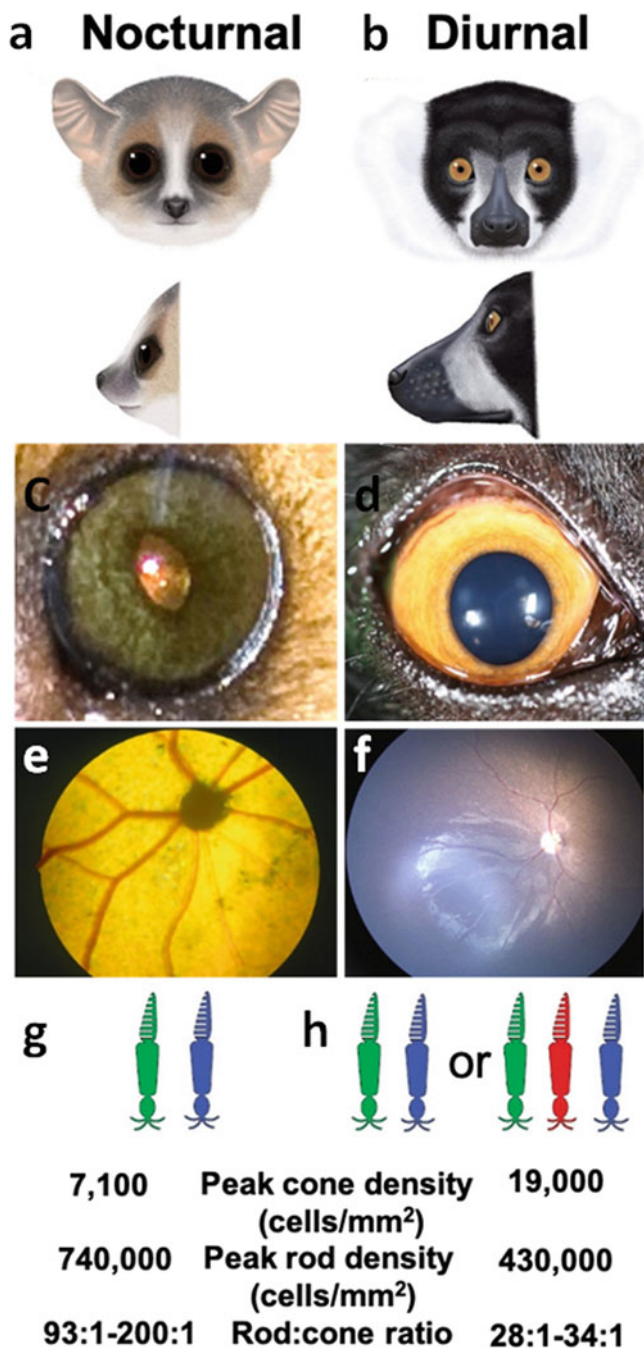 a Nocturnal b Diurnal
C d
e f
g h or
7,100 Peak cone density 19,000
(cells/mm²)
740,000 Peak rod density 430,000
(cells/mm²)
93:1-200:1 Rod:cone ratio 28:1-34:1